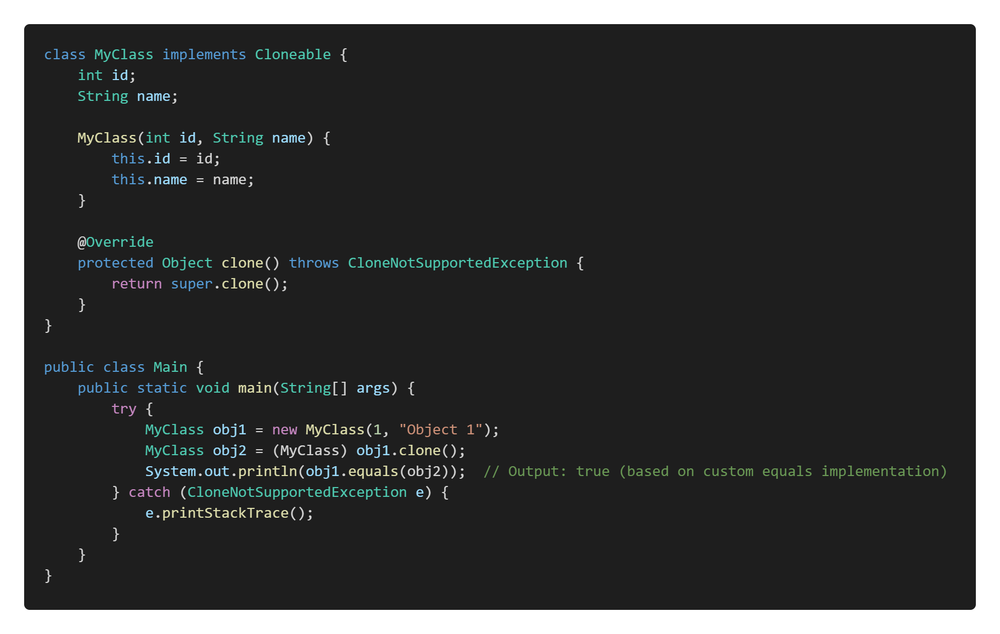 class MyClass implements Cloneable {
    int id;
    String name;

    MyClass(int id, String name) {
        this.id = id;
        this.name = name;
    }

    @Override
    protected Object clone() throws CloneNotSupportedException {
        return super.clone();
    }
}

public class Main {
    public static void main(String[] args) {
        try {
            MyClass obj1 = new MyClass(1, "Object 1");
            MyClass obj2 = (MyClass) obj1.clone();
            System.out.println(obj1.equals(obj2));  // Output: true (based on custom equals implementation)
        } catch (CloneNotSupportedException e) {
            e.printStackTrace();
        }
    }
}